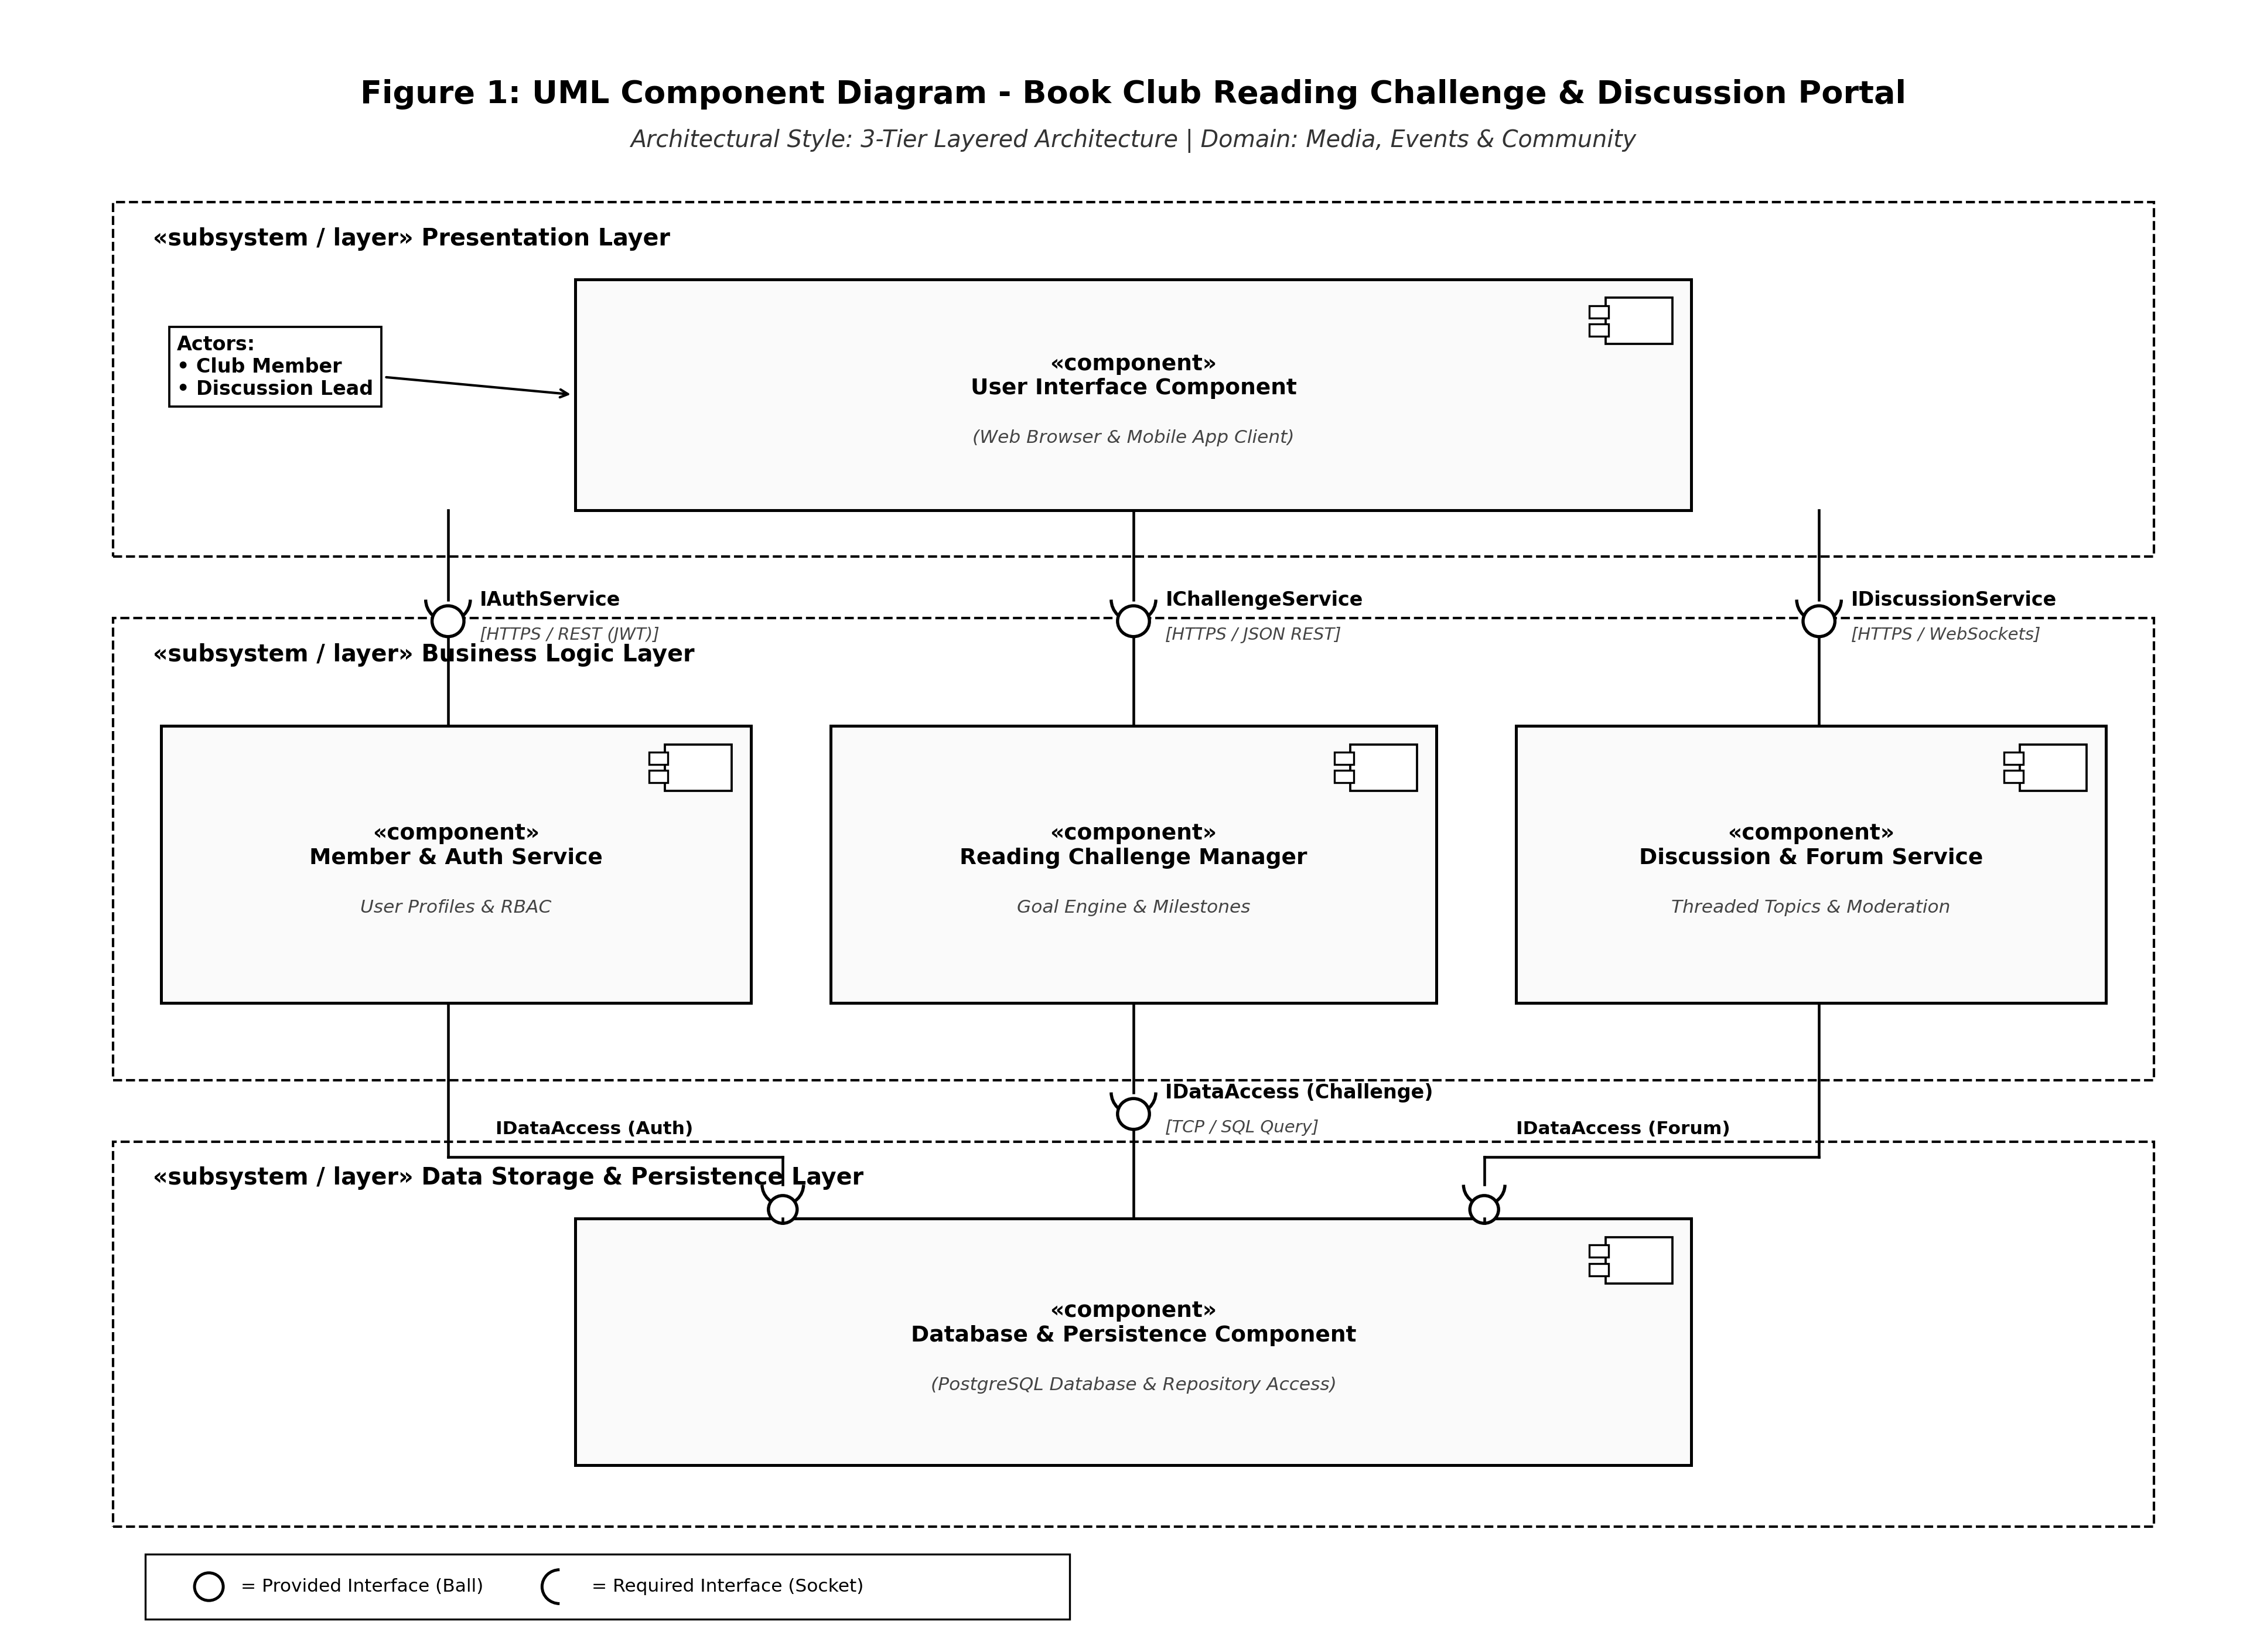 Figure 1: UML Component Diagram - Book Club Reading Challenge & Discussion Portal
Architectural Style: 3-Tier Layered Architecture | Domain: Media, Events & Community
«subsystem / layer» Presentation Layer
Actors:
• Club Member
• Discussion Lead
«component»
User Interface Component
(Web Browser & Mobile App Client)
IAuthService
[HTTPS / REST (JWT)]
IChallengeService
[HTTPS / JSON REST]
IDiscussionService
[HTTPS / WebSockets]
«subsystem / layer» Business Logic Layer
«component»
Member & Auth Service
User Profiles & RBAC
«component»
Reading Challenge Manager
Goal Engine & Milestones
«component»
Discussion & Forum Service
Threaded Topics & Moderation
IDataAccess (Auth)
IDataAccess (Challenge)
[TCP / SQL Query]
IDataAccess (Forum)
«subsystem / layer» Data Storage & Persistence Layer
«component»
Database & Persistence Component
(PostgreSQL Database & Repository Access)
= Provided Interface (Ball)
= Required Interface (Socket)